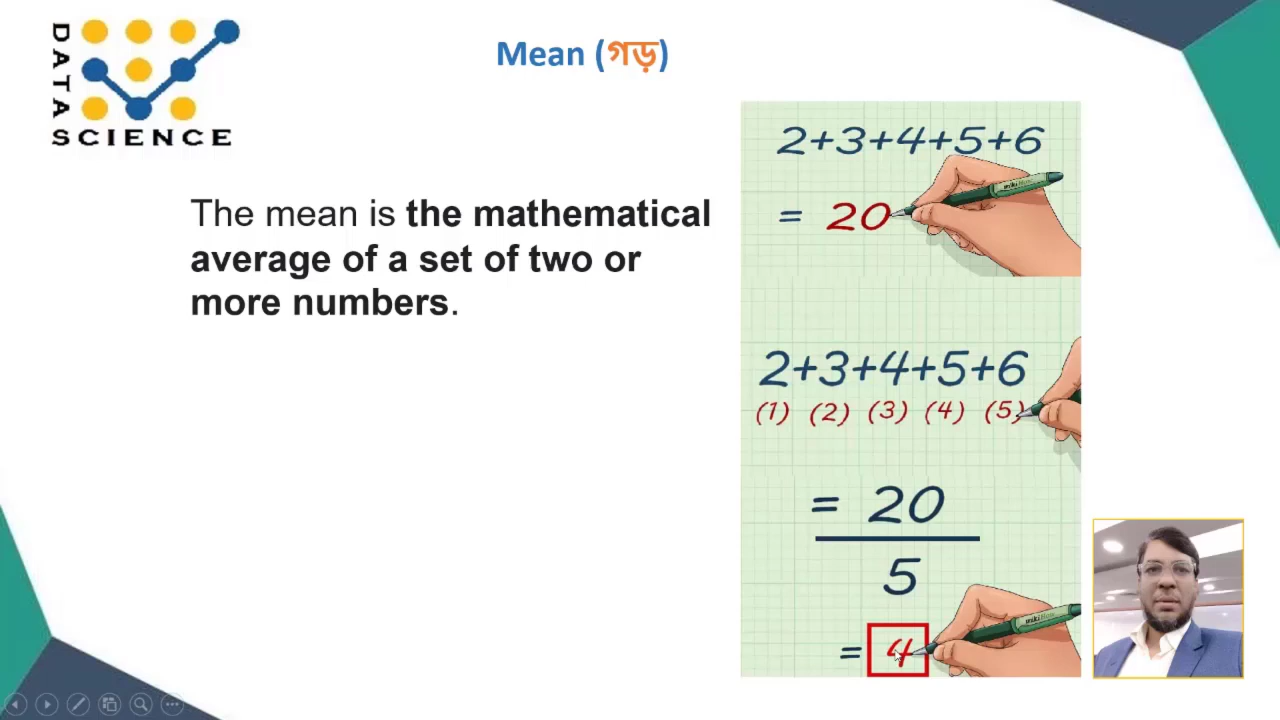 DATA
SCIENCE
Mean (গড়)
The mean is the mathematical
average of a set of two or
more numbers.
2+3+4+5+6
= 20
2+3+4+5+6
(1) (2) (3) (4) (5)
= 20
5
= 4